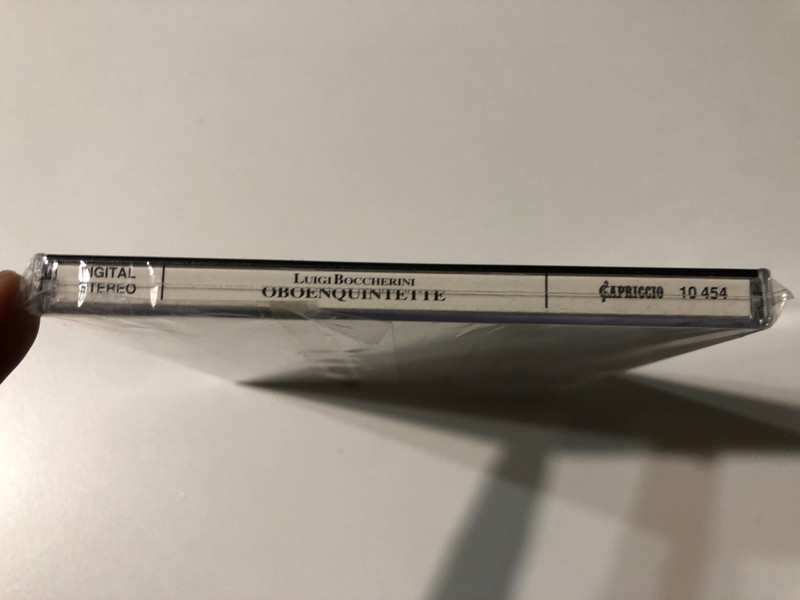 DIGITAL
STEREO
LUIGI BOCCHERINI
OBOENQUINTETTE
CAPRICCIO 10 454